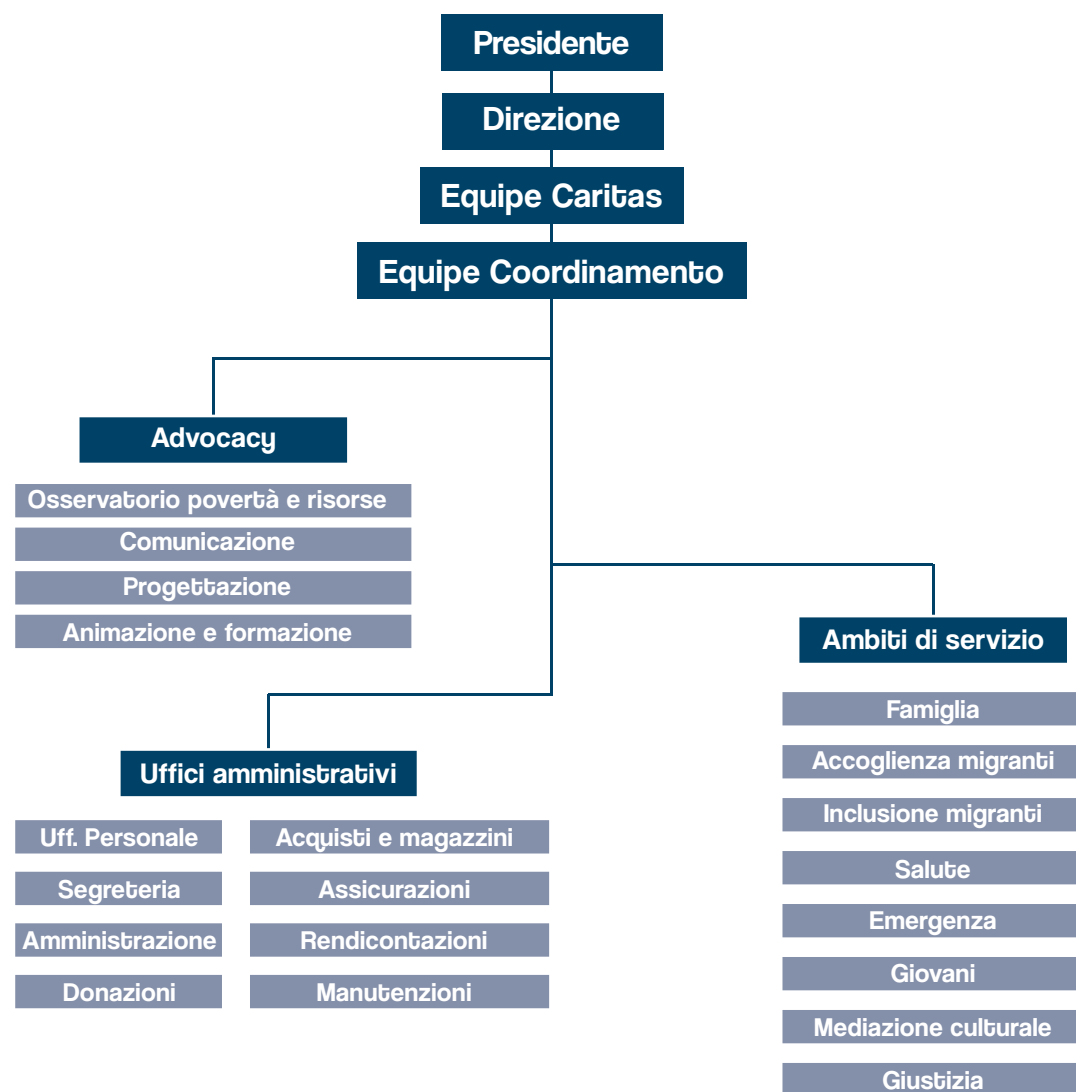 Presidente
Direzione
Equipe Caritas
Equipe Coordinamento
Advocacy
Osservatorio povertà e risorse
Comunicazione
Progettazione
Animazione e formazione
Ambiti di servizio
Famiglia
Accoglienza migranti
Inclusione migranti
Salute
Emergenza
Giovani
Mediazione culturale
Giustizia
Uffici amministrativi
Uff. Personale
Segreteria
Amministrazione
Donazioni
Acquisti e magazzini
Assicurazioni
Rendicontazioni
Manutenzioni